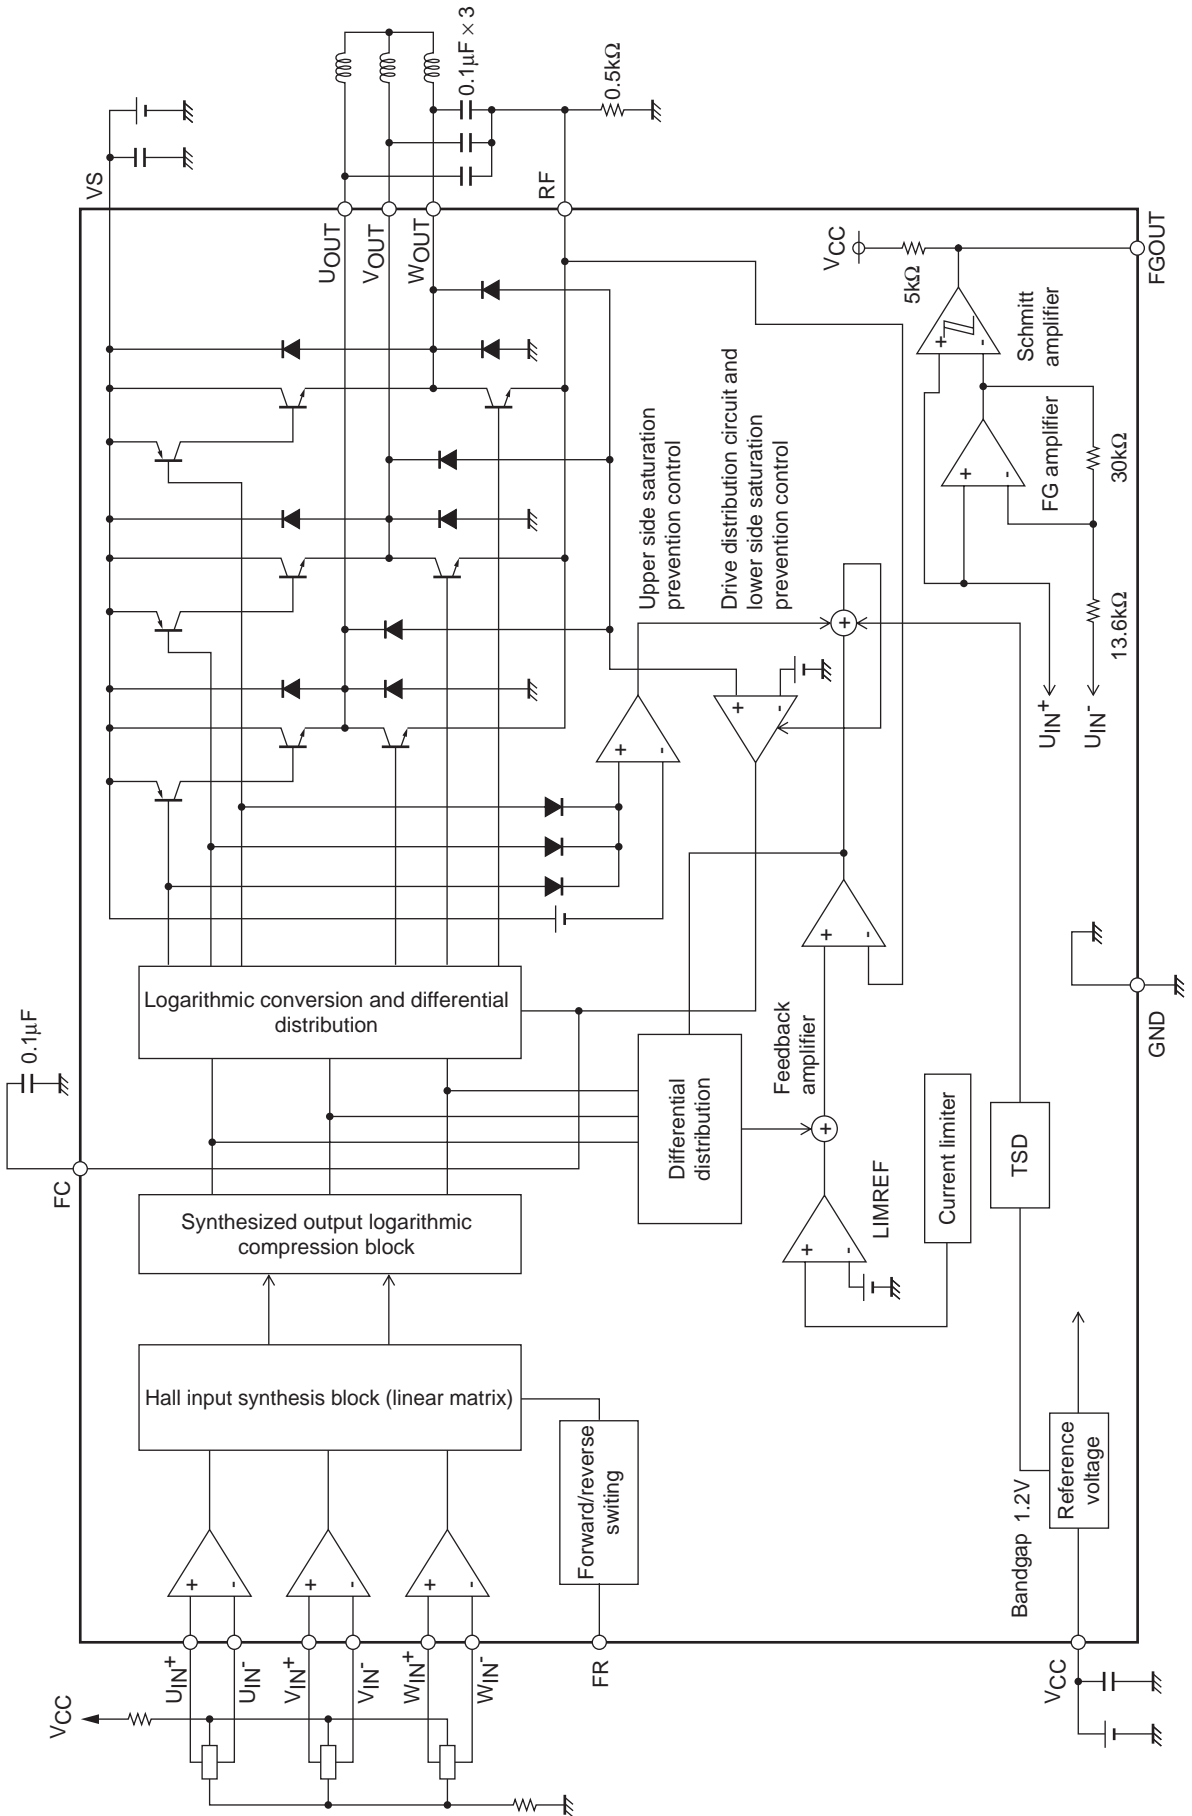 VS
0.1µF × 3
0.5kΩ
RF
UOUT
VOUT
WOUT
VCC
5kΩ
FGOUT
Schmitt
amplifier
+
-
FG amplifier
+
-
30kΩ
13.6kΩ
UIN+
UIN-
Upper side saturation
prevention control
Drive distribution circuit and
lower side saturation
prevention control
+
-
+
-
+
Logarithmic conversion and differential
distribution
0.1µF
FC
Synthesized output logarithmic
compression block
Differential
distribution
Feedback
amplifier
+
-
+
LIMREF
+
-
Current limiter
TSD
GND
Hall input synthesis block (linear matrix)
Forward/reverse
switing
Bandgap 1.2V
Reference
voltage
+
-
+
-
+
-
UIN+
UIN-
VIN+
VIN-
WIN+
WIN-
FR
VCC
VCC